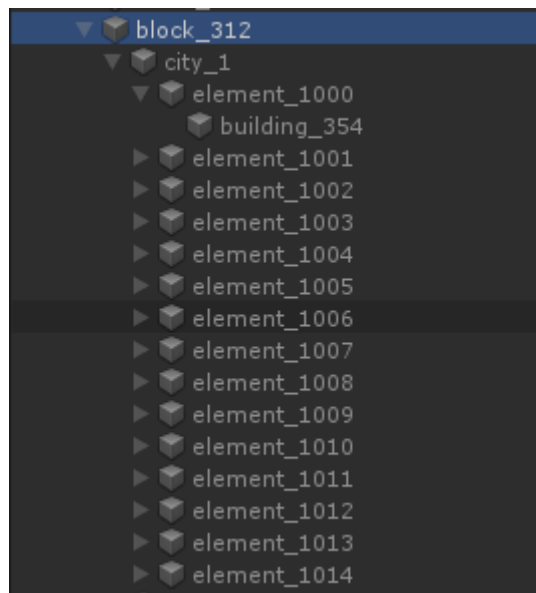 block_312
city_1
element_1000
building_354
element_1001
element_1002
element_1003
element_1004
element_1005
element_1006
element_1007
element_1008
element_1009
element_1010
element_1011
element_1012
element_1013
element_1014